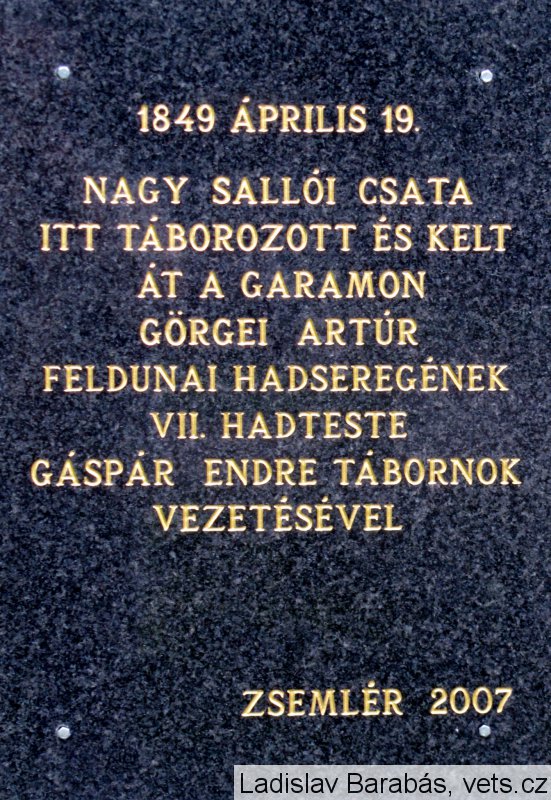 1849 ÁPRILIS 19.
NAGY SALLÓI CSATA
ITT TÁBOROZOTT ÉS KELT
ÁT A GARAMON
GÖRGEI ARTÚR
FELDUNAI HADSEREGÉNEK
VII. HADTESTE
GÁSPÁR ENDRE TÁBORNOK
VEZETÉSÉVEL
ZSEMLÉR 2007
Ladislav Barabás, vets.cz